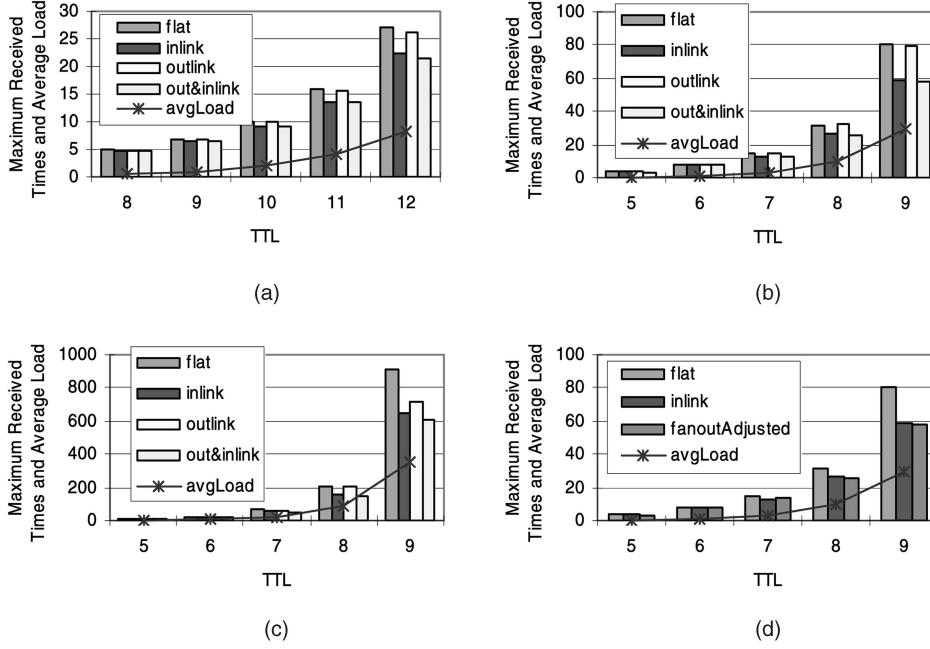 Maximum Received
Times and Average Load
30
25
20
15
10
5
0
flat
inlink
outlink
out&inlink
avgLoad
8 9 10 11 12
TTL
(a)
Maximum Received
Times and Average Load
100
80
60
40
20
0
flat
inlink
outlink
out&inlink
avgLoad
5 6 7 8 9
TTL
(b)
Maximum Received
Times and Average Load
1000
800
600
400
200
0
flat
inlink
outlink
out&inlink
avgLoad
5 6 7 8 9
TTL
(c)
Maximum Received
Times and Average Load
100
80
60
40
20
0
flat
inlink
fanoutAdjusted
avgLoad
5 6 7 8 9
TTL
(d)